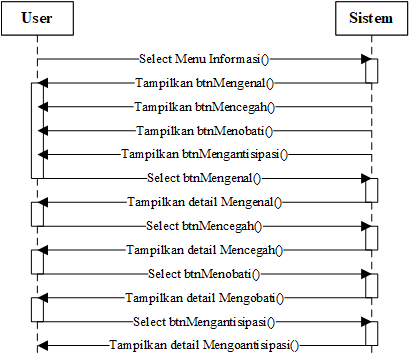 User Sistem
Select Menu Informasi()
Tampilkan btnMengenal()
Tampilkan btnMencegah()
Tampilkan btnMenobati()
Tampilkan btnMengantisipasi()
Select btnMengenal()
Tampilkan detail Mengenal()
Select btnMencegah()
Tampilkan detail Mencegah()
Select btnMenobati()
Tampilkan detail Mengobati()
Select btnMengantisipasi()
Tampilkan detail Mengoantisipasi()